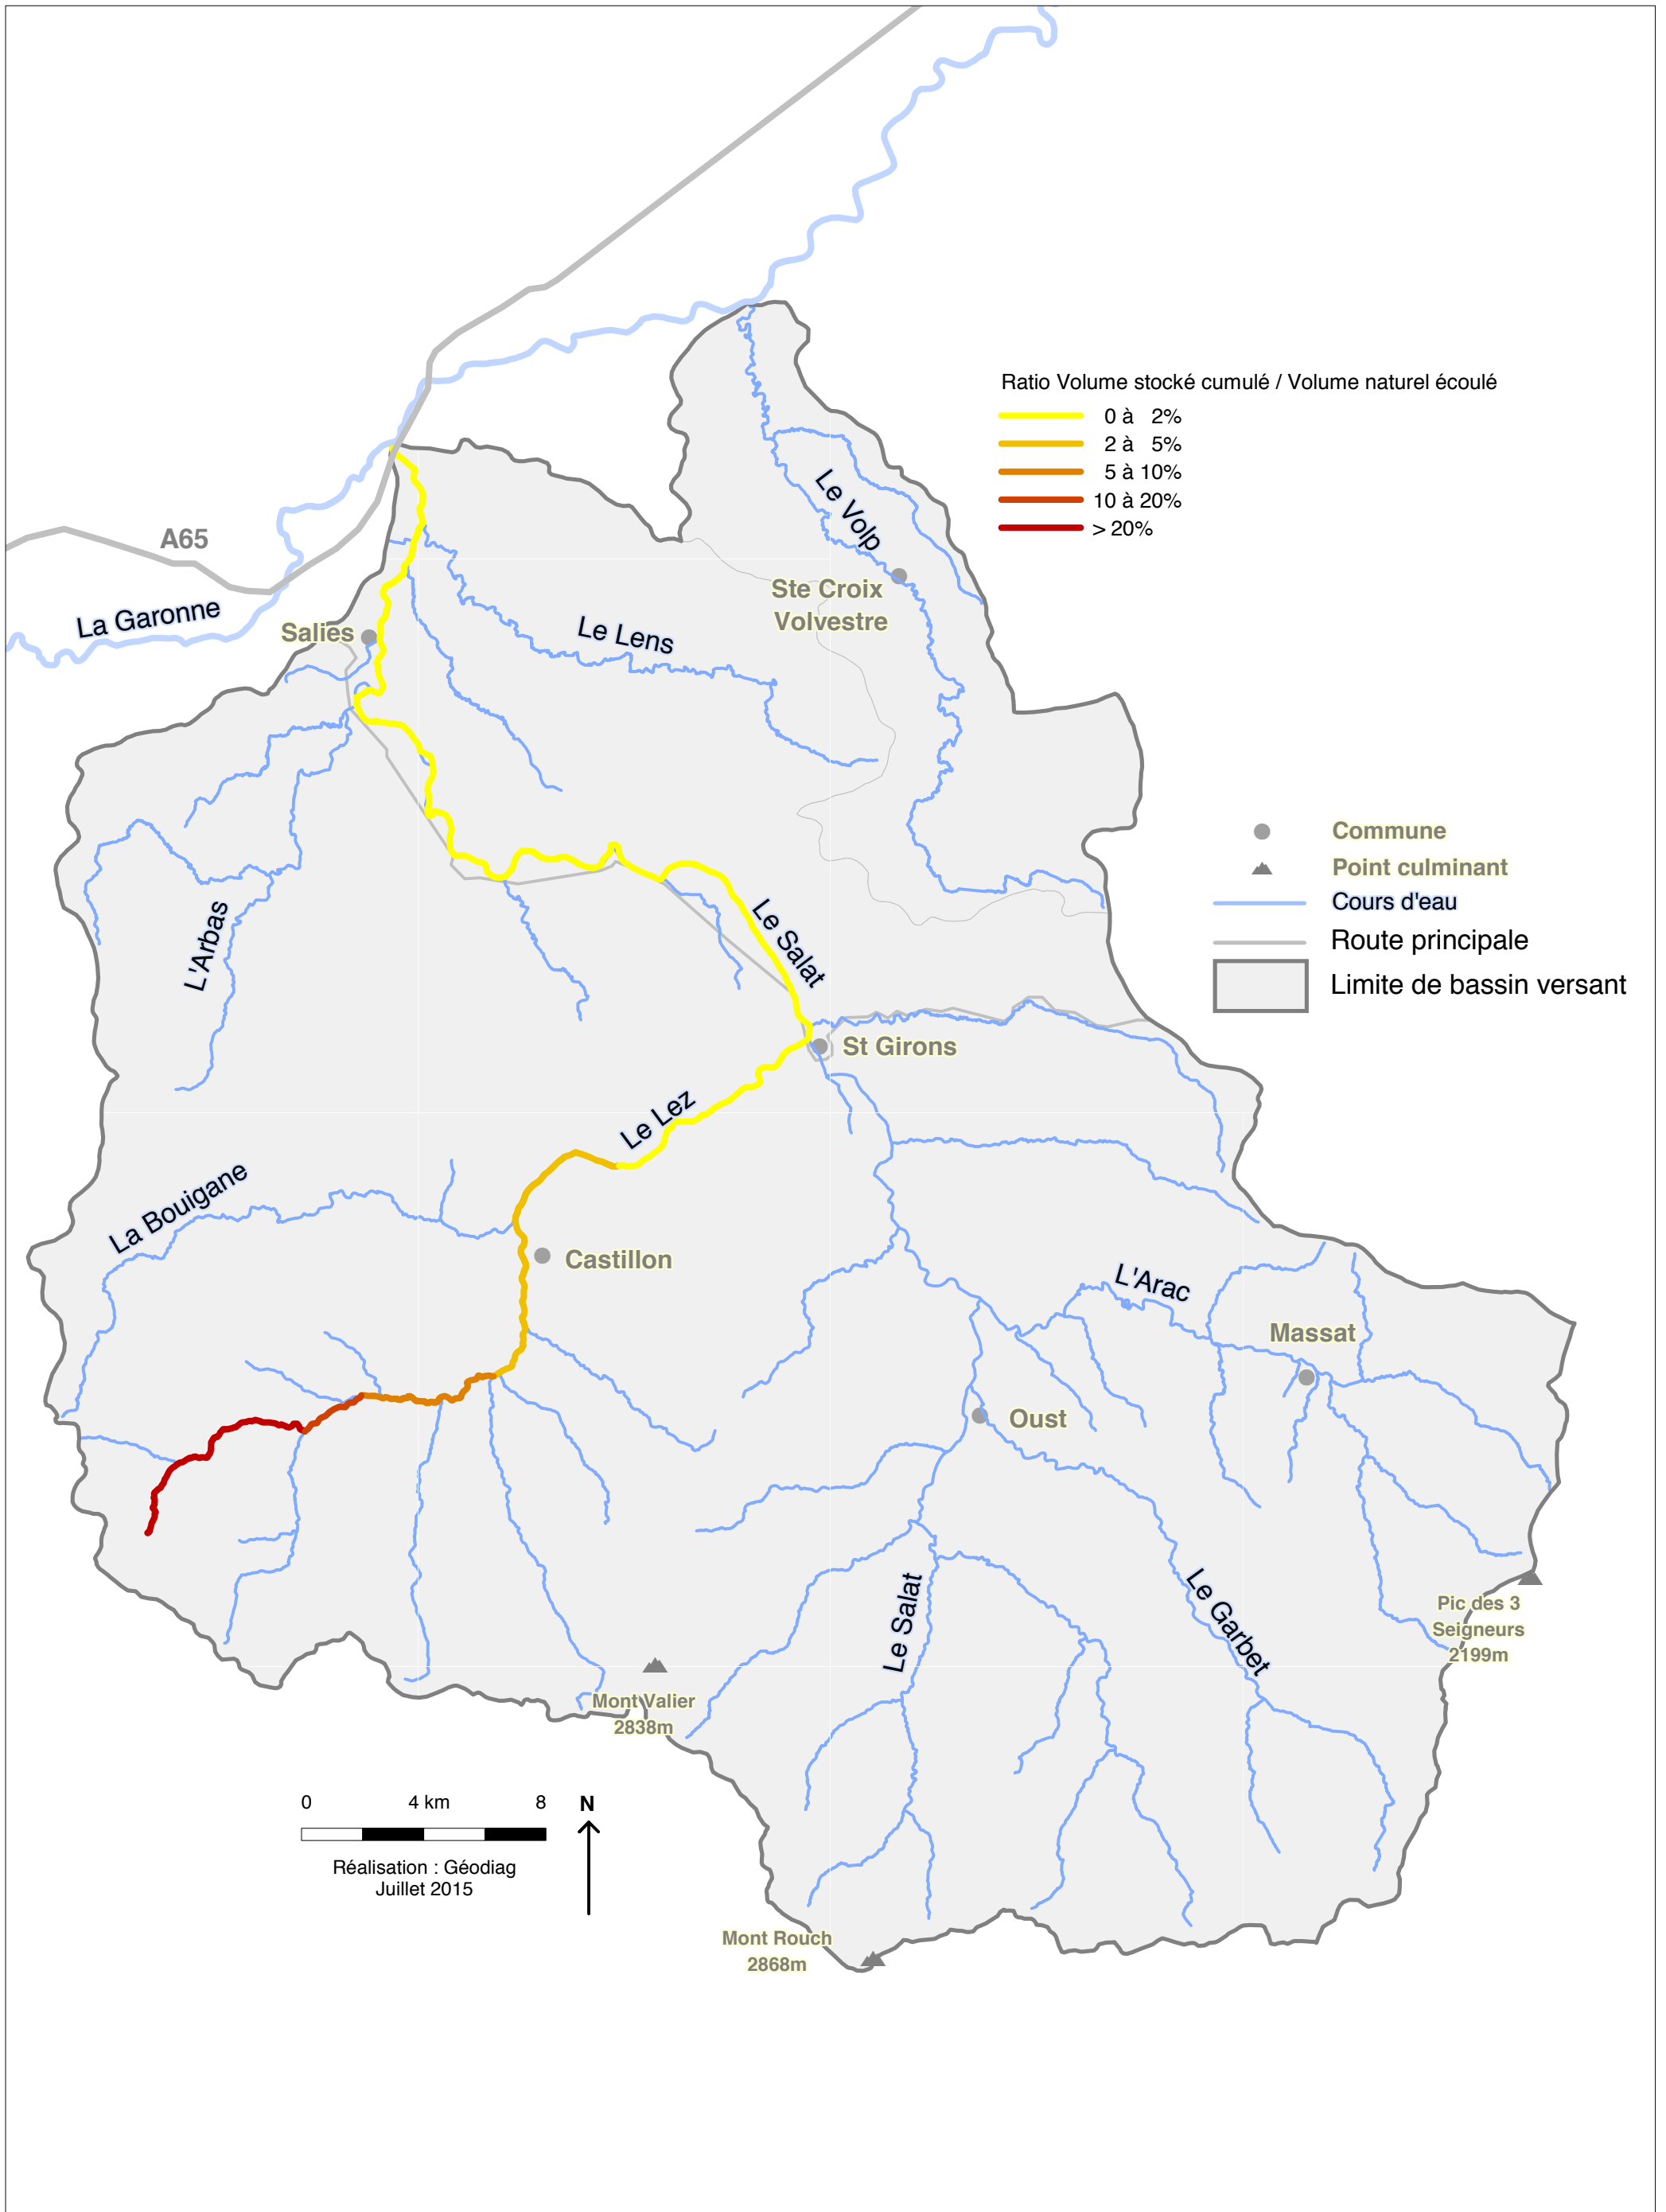 Ratio Volume stocké cumulé / Volume naturel écoulé
0 à 2%
2 à 5%
5 à 10%
10 à 20%
> 20%
Le Volp
A65
Ste Croix
Volvestre
La Garonne
Salies
Le Lens
Commune
Point culminant
Cours d'eau
Route principale
Limite de bassin versant
L'Arbas
Le Salat
St Girons
Le Lez
La Bouigane
Castillon
L'Arac
Massat
Oust
Le Salat
Le Garbet
Pic des 3
Seigneurs
2199m
Mont Valier
2838m
0 4 km 8
N
Réalisation : Géodiag
Juillet 2015
Mont Rouch
2868m